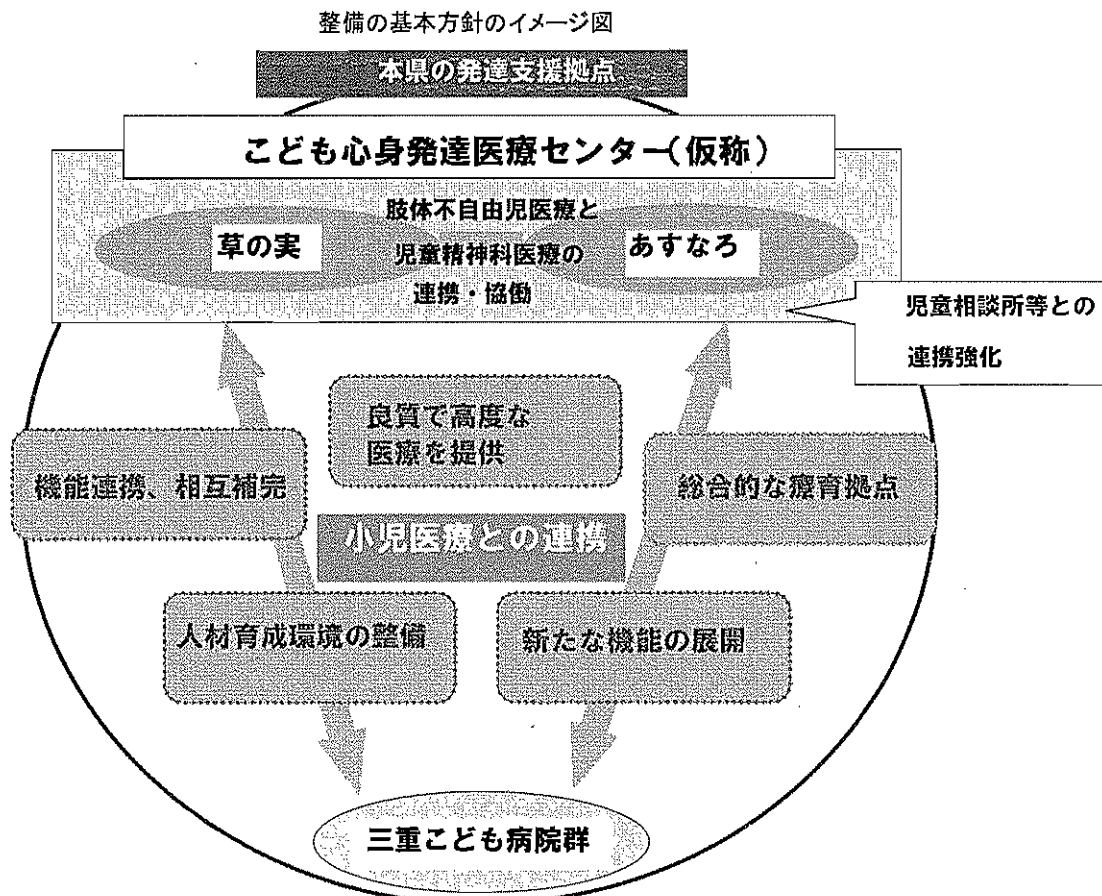 整備の基本方針のイメージ図
本県の発達支援拠点
こども心身発達医療センター(仮称)
肢体不自由児医療と
児童精神科医療の
連携・協働
草の実
あすなろ
児童相談所等との
連携強化
良質で高度な
医療を提供
機能連携、相互補完
総合的な療育拠点
小児医療との連携
人材育成環境の整備
新たな機能の展開
三重こども病院群